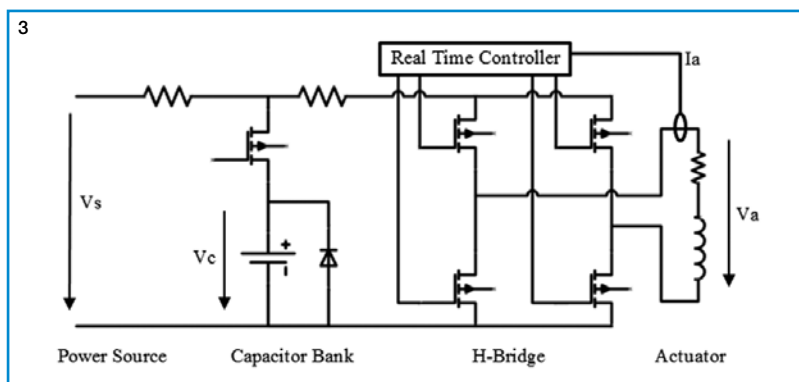 3
Real Time Controller
Ia
Vs
Vc
+
Va
Power Source
Capacitor Bank
H-Bridge
Actuator